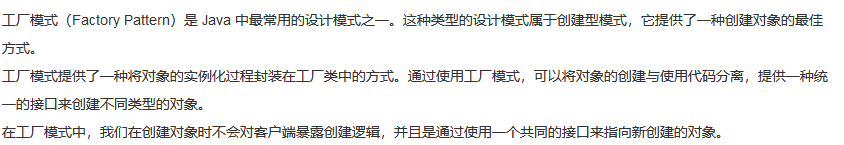 工厂模式（Factory Pattern）是 Java 中最常用的设计模式之一。这种类型的设计模式属于创建型模式，它提供了一种创建对象的最佳
方式。
工厂模式提供了一种将对象的实例化过程封装在工厂类中的方式。通过使用工厂模式，可以将对象的创建与使用代码分离，提供一种统
一的接口来创建不同类型的对象。
在工厂模式中，我们在创建对象时不会对客户端暴露创建逻辑，并且是通过使用一个共同的接口来指向新创建的对象。